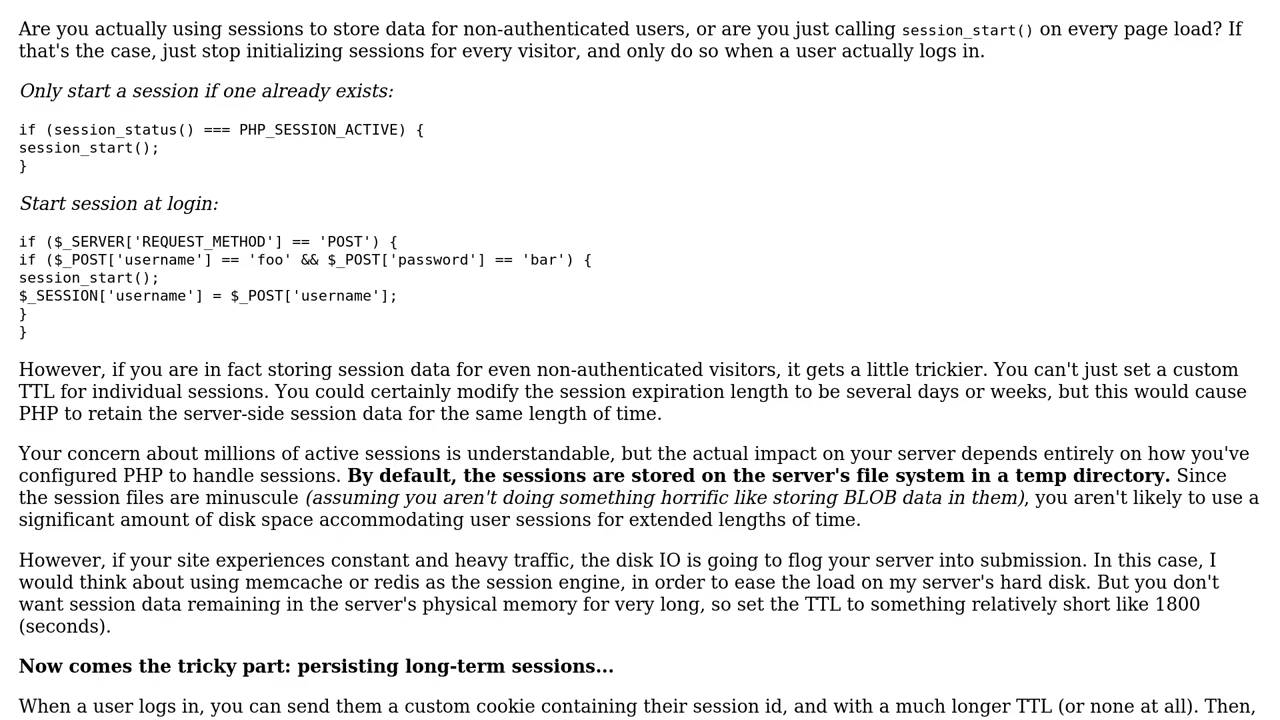 Are you actually using sessions to store data for non-authenticated users, or are you just calling session_start() on every page load? If
that's the case, just stop initializing sessions for every visitor, and only do so when a user actually logs in.
Only start a session if one already exists:
if (session_status() === PHP_SESSION_ACTIVE) {
session_start();
}
Start session at login:
if ($_SERVER['REQUEST_METHOD'] == 'POST') {
if ($_POST['username'] == 'foo' && $_POST['password'] == 'bar') {
session_start();
$_SESSION['username'] = $_POST['username'];
}
}
However, if you are in fact storing session data for even non-authenticated visitors, it gets a little trickier. You can't just set a custom
TTL for individual sessions. You could certainly modify the session expiration length to be several days or weeks, but this would cause
PHP to retain the server-side session data for the same length of time.
Your concern about millions of active sessions is understandable, but the actual impact on your server depends entirely on how you've
configured PHP to handle sessions. By default, the sessions are stored on the server's file system in a temp directory. Since
the session files are minuscule (assuming you aren't doing something horrific like storing BLOB data in them), you aren't likely to use a
significant amount of disk space accommodating user sessions for extended lengths of time.
However, if your site experiences constant and heavy traffic, the disk IO is going to flog your server into submission. In this case, I
would think about using memcache or redis as the session engine, in order to ease the load on my server's hard disk. But you don't
want session data remaining in the server's physical memory for very long, so set the TTL to something relatively short like 1800
(seconds).
Now comes the tricky part: persisting long-term sessions...
When a user logs in, you can send them a custom cookie containing their session id, and with a much longer TTL (or none at all). Then,